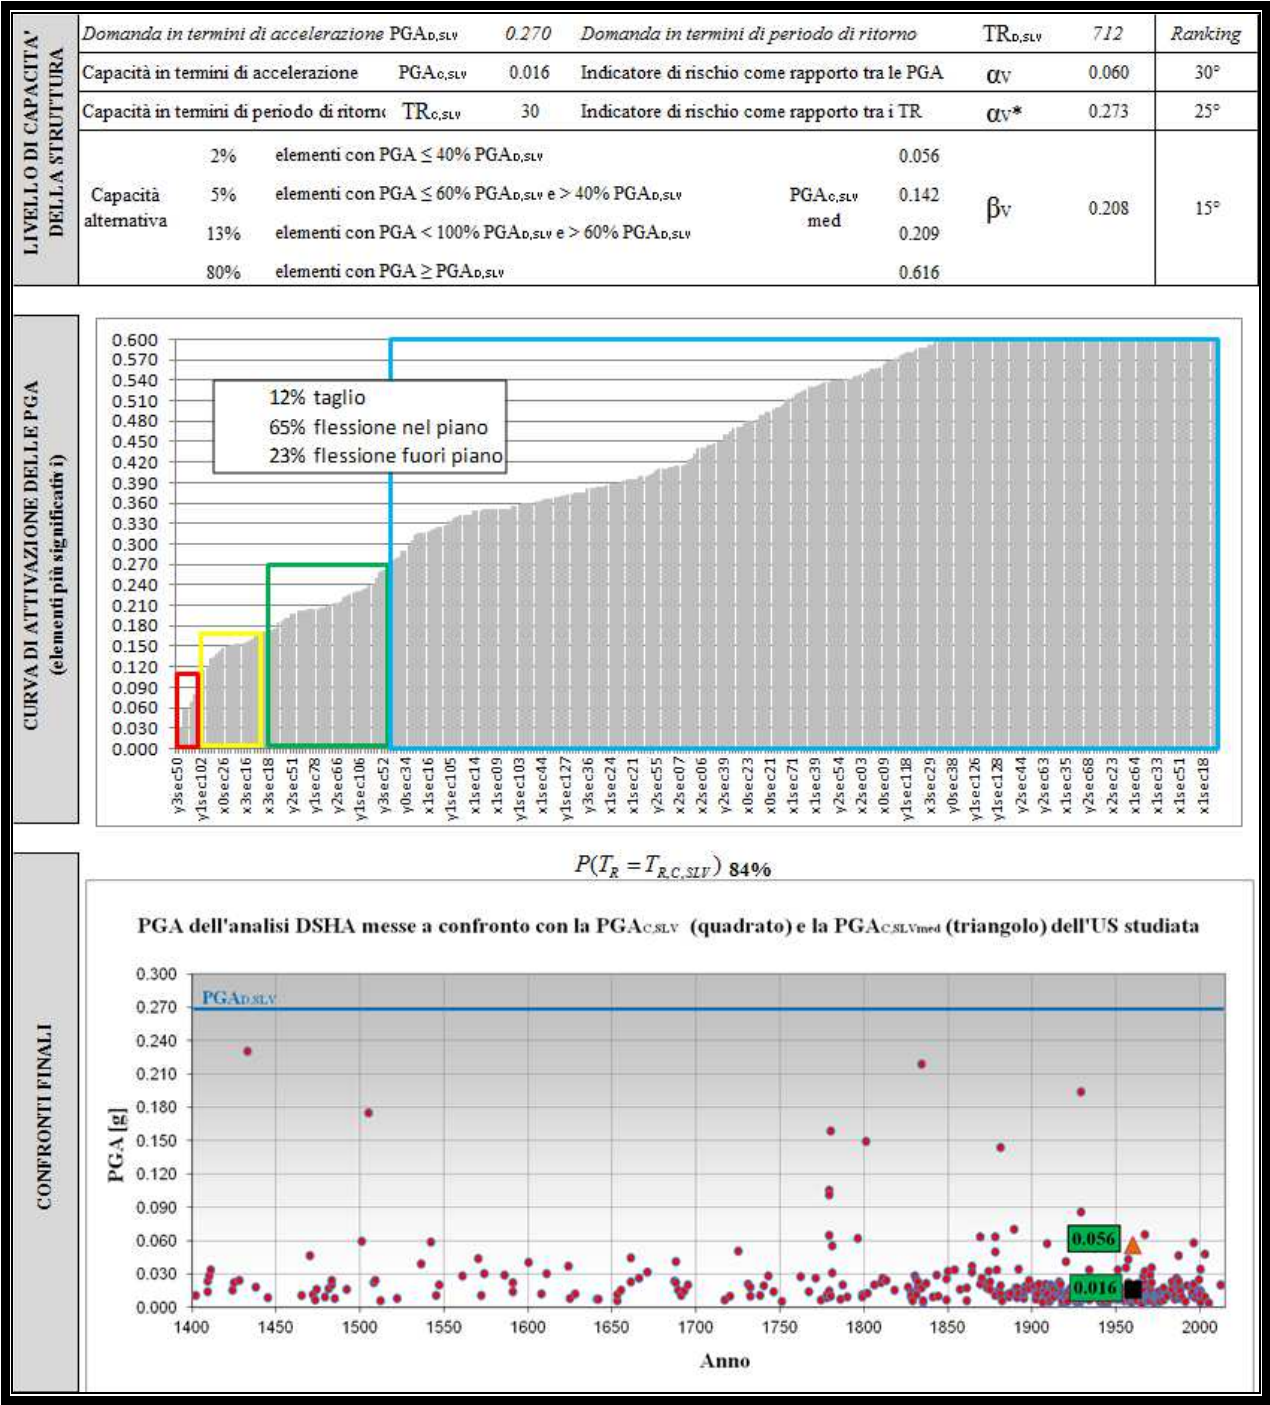 LIVELLO DI CAPACITA'
DELLA STRUTTURA
Domanda in termini di accelerazione PGAD,SLV 0.270 Domanda in termini di periodo di ritorno TRD,SLV 712 Ranking
Capacità in termini di accelerazione PGAC,SLV 0.016 Indicatore di rischio come rapporto tra le PGA αV 0.060 30°
Capacità in termini di periodo di ritorno TRC,SLV 30 Indicatore di rischio come rapporto tra i TR αV* 0.273 25°
Capacità
alternativa
2% elementi con PGA ≤ 40% PGAD,SLV 0.056
5% elementi con PGA ≤ 60% PGAD,SLV e > 40% PGAD,SLV 0.142
13% elementi con PGA < 100% PGAD,SLV e > 60% PGAD,SLV 0.209
80% elementi con PGA ≥ PGAD,SLV 0.616
PGAC,SLV
med
βV 0.208 15°
CURVA DI ATTIVAZIONE DELLE PGA
(elementi più significativi)
0.600
0.570
0.540
0.510
0.480
0.450
0.420
0.390
0.360
0.330
0.300
0.270
0.240
0.210
0.180
0.150
0.120
0.090
0.060
0.030
0.000
12% taglio
65% flessione nel piano
23% flessione fuori piano
y3sec50
y1sec102
x0sec26
x3sec16
x3sec18
y2sec51
y1sec78
y2sec66
y1sec106
y3sec52
y0sec34
x1sec16
y1sec105
x1sec14
x0sec09
y1sec103
x1sec44
y1sec127
y3sec36
x1sec24
x1sec21
y2sec55
x2sec07
x2sec06
y2sec39
x0sec23
x0sec21
x1sec71
x1sec39
y2sec54
x2sec03
x0sec09
y1sec118
x3sec29
y0sec38
y1sec126
y1sec128
y2sec44
y2sec63
x1sec35
y2sec68
x2sec23
x1sec64
x1sec33
x1sec51
x1sec18
CONFRONTI FINALI
P(TR = TR,C,SLV) 84%
PGA dell'analisi DSHA messe a confronto con la PGAC,SLV (quadrato) e la PGAC,SLVmed (triangolo) dell'US studiata
PGA [g]
0.300
0.270
0.240
0.210
0.180
0.150
0.120
0.090
0.060
0.030
0.000
PGAD,SLV
0.056
0.016
1400 1450 1500 1550 1600 1650 1700 1750 1800 1850 1900 1950 2000
Anno